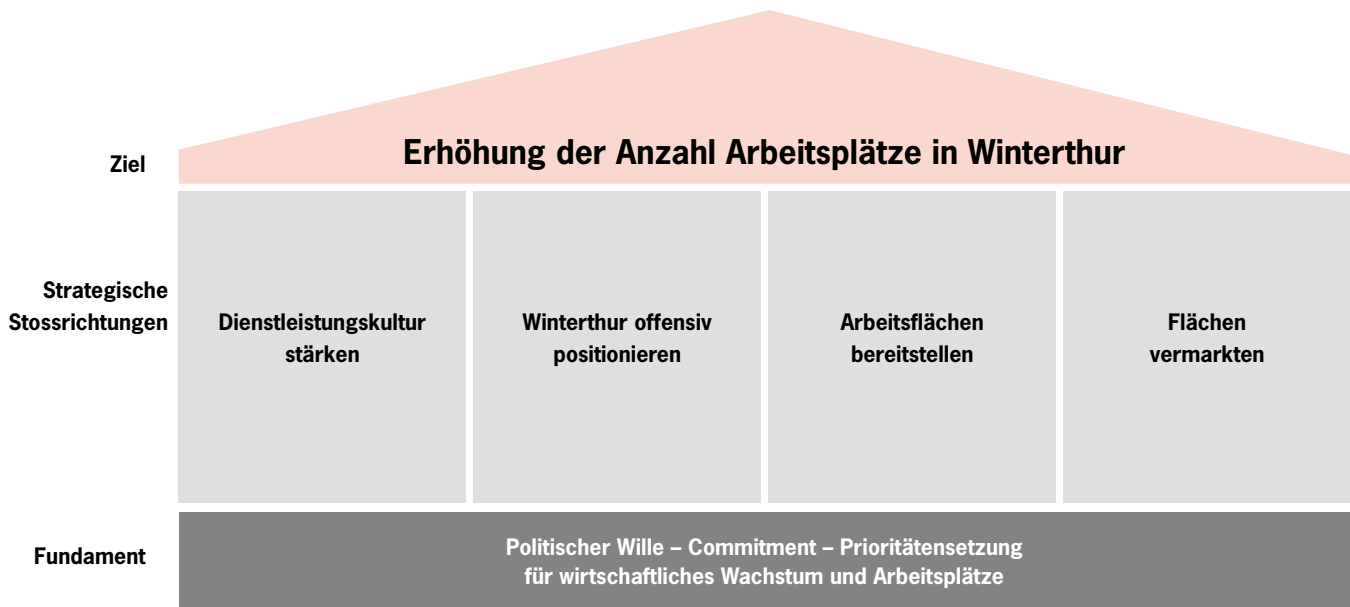 Ziel
Erhöhung der Anzahl Arbeitsplätze in Winterthur
Strategische
Stossrichtungen
Dienstleistungskultur
stärken
Winterthur offensiv
positionieren
Arbeitsflächen
bereitstellen
Flächen
vermarkten
Fundament
Politischer Wille – Commitment – Prioritätensetzung
für wirtschaftliches Wachstum und Arbeitsplätze